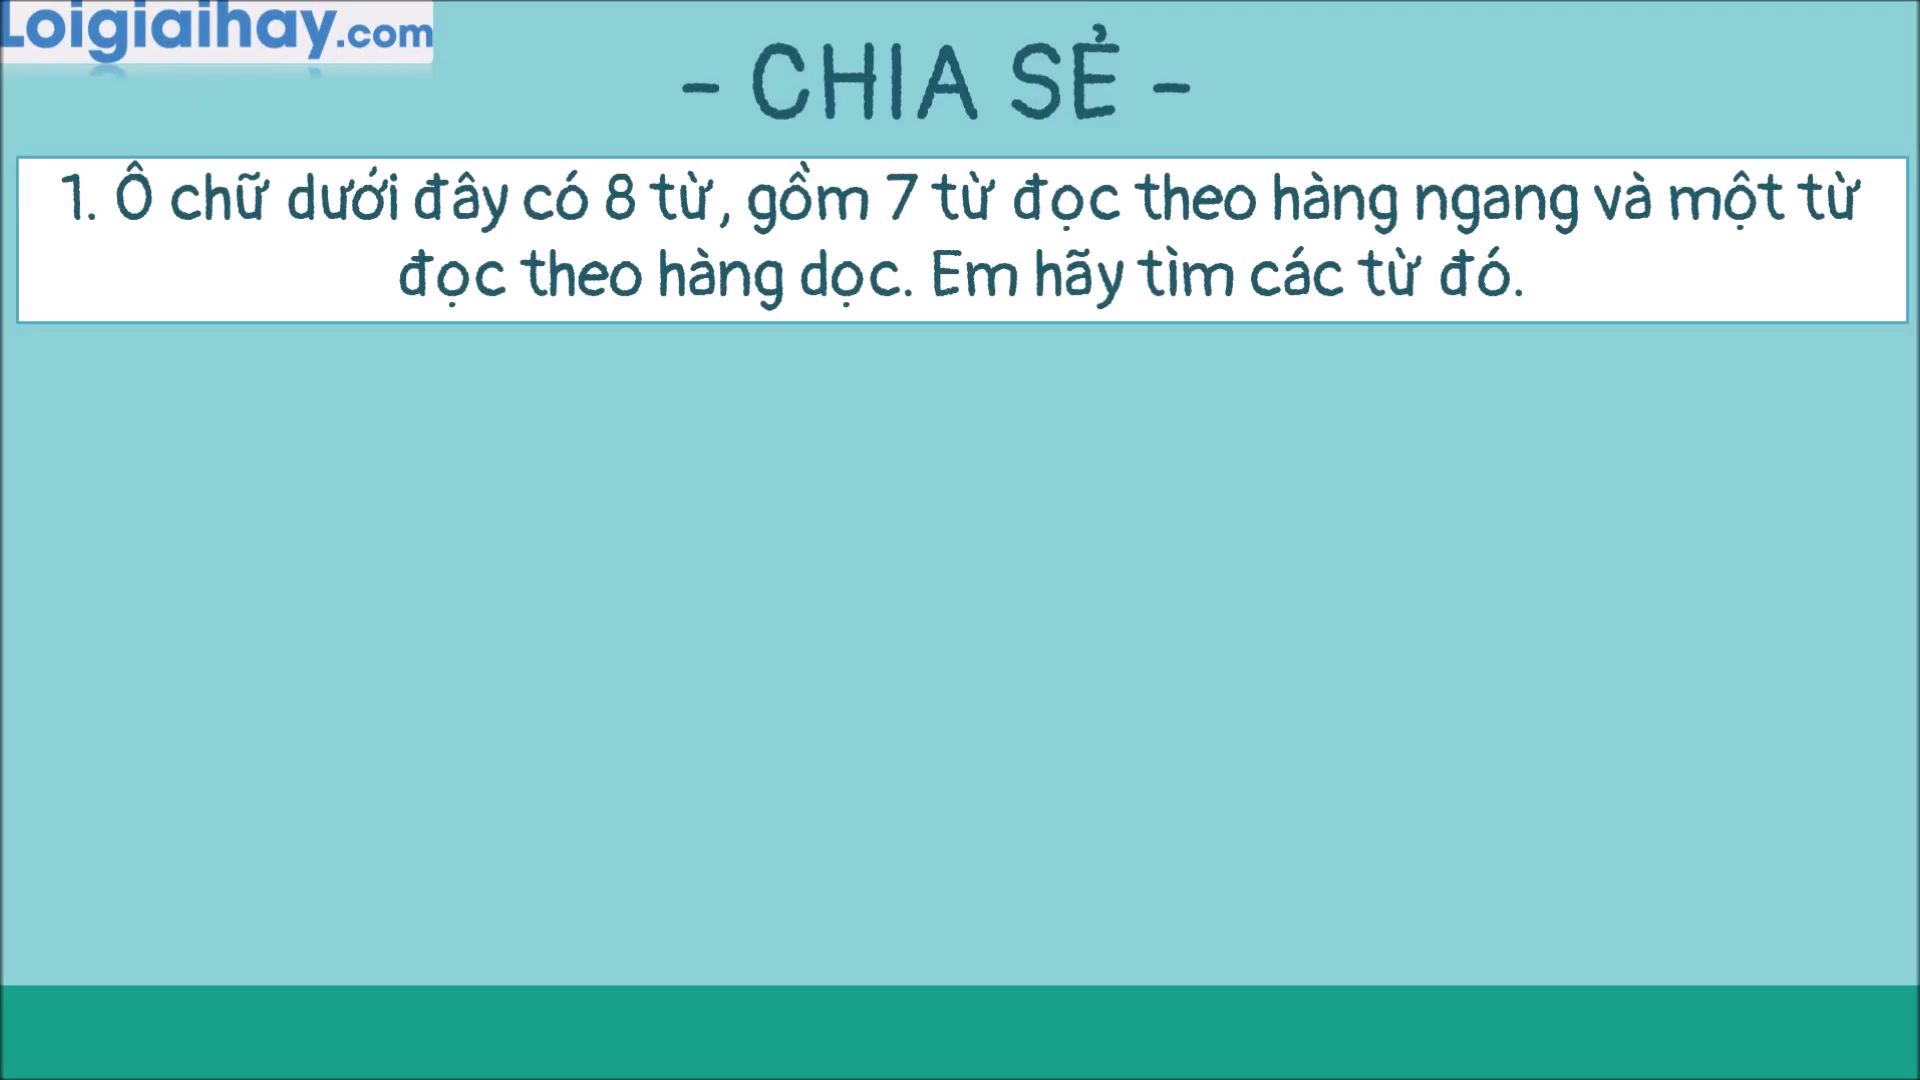 Loigiaihay.com
- CHIA SẺ -
1. Ô chữ dưới đây có 8 từ, gồm 7 từ đọc theo hàng ngang và một từ
đọc theo hàng dọc. Em hãy tìm các từ đó.